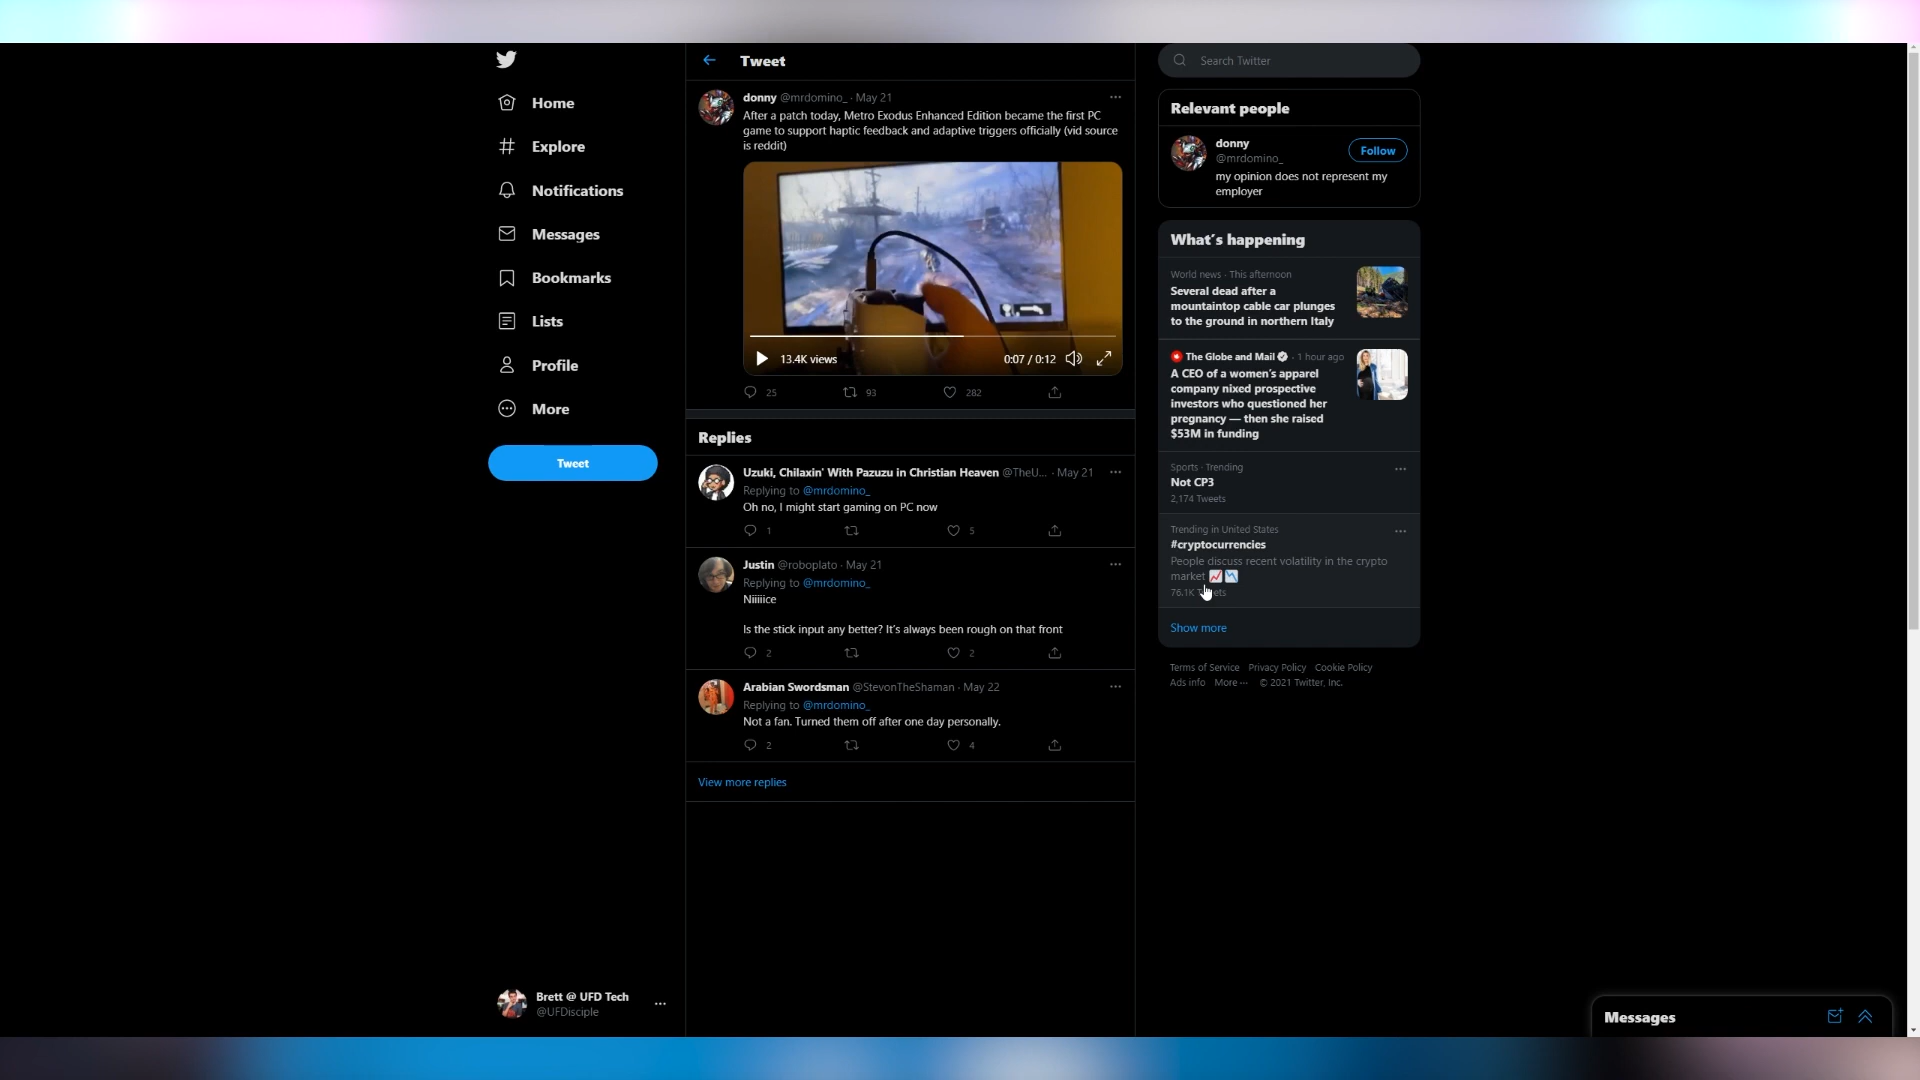 Home
Explore
Notifications
Messages
Bookmarks
Lists
Profile
More
Tweet
Brett @ UFD Tech
@UFDisciple
Tweet
donny @mrdomino_ · May 21
After a patch today, Metro Exodus Enhanced Edition became the first PC
game to support haptic feedback and adaptive triggers officially (vid source
is reddit)
13.4K views
0:07 / 0:12
25 93 282
Replies
Uzuki, Chilaxin' With Pazuzu in Christian Heaven @TheU... · May 21
Replying to @mrdomino_
Oh no, I might start gaming on PC now
1 5
Justin @roboplato · May 21
Replying to @mrdomino_
Niiiiice
Is the stick input any better? It's always been rough on that front
2 2
Arabian Swordsman @StevonTheShaman · May 22
Replying to @mrdomino_
Not a fan. Turned them off after one day personally.
2 4
View more replies
Search Twitter
Relevant people
donny
@mrdomino_
Follow
my opinion does not represent my
employer
What's happening
World news · This afternoon
Several dead after a
mountaintop cable car plunges
to the ground in northern Italy
The Globe and Mail · 1 hour ago
A CEO of a women's apparel
company nixed prospective
investors who questioned her
pregnancy — then she raised
$53M in funding
Sports · Trending
Not CP3
2,174 Tweets
Trending in United States
#cryptocurrencies
People discuss recent volatility in the crypto
market
76.1K Tweets
Show more
Terms of Service Privacy Policy Cookie Policy
Ads info More ··· © 2021 Twitter, Inc.
Messages